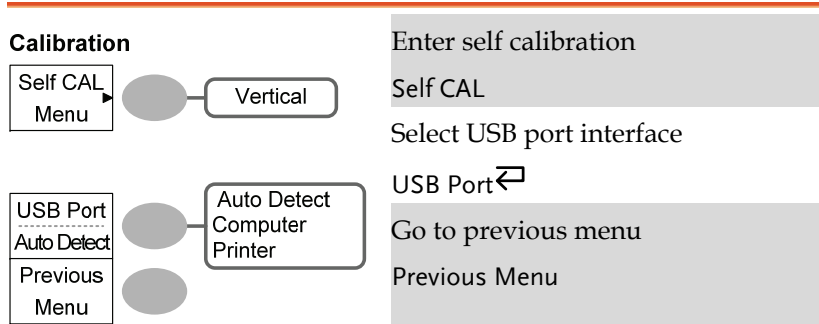 Calibration
Self CAL
Menu
Vertical
USB Port
Auto Detect
Previous
Menu
Auto Detect
Computer
Printer
Enter self calibration
Self CAL
Select USB port interface
USB Port
Go to previous menu
Previous Menu